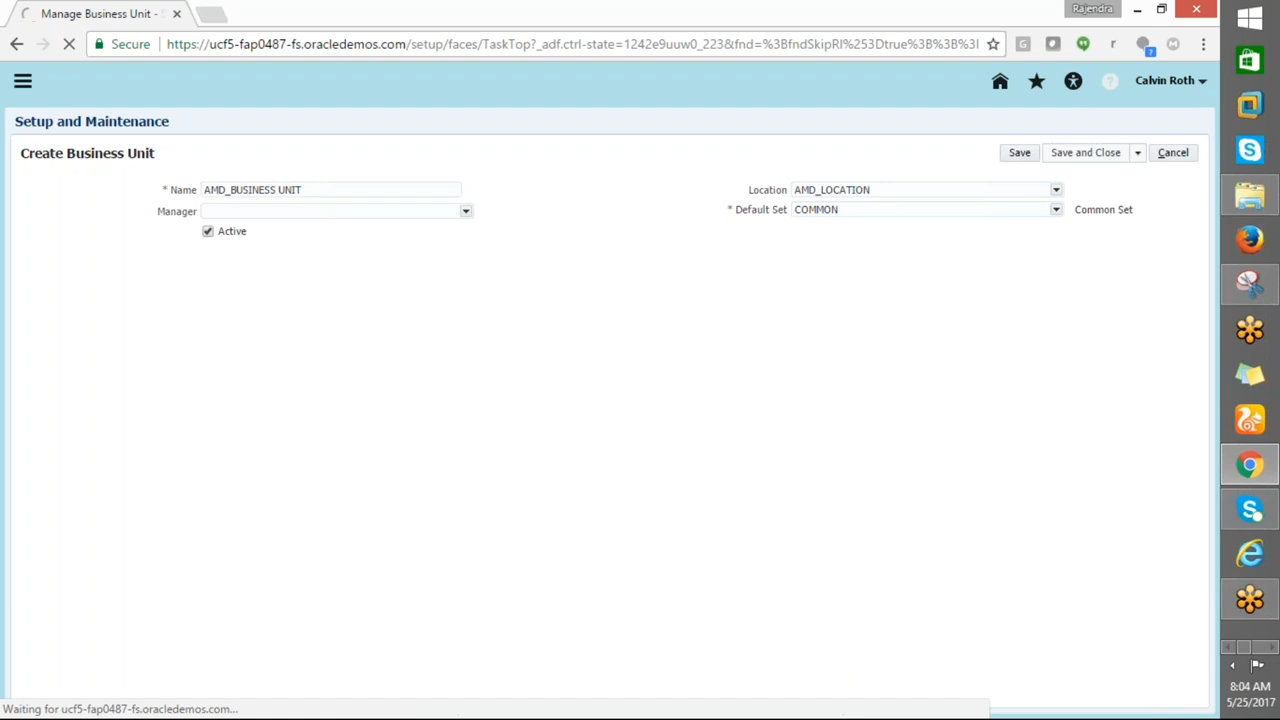 Manage Business Unit - S
Rajendra
Secure
https://ucf5-fap0487-fs.oracledemos.com/setup/faces/TaskTop?_adf.ctrl-state=1242e9uuw0_223&fnd=%3BfndSkipRI%253Dtrue%3B%3B%3B%3I
Calvin Roth
Setup and Maintenance
Create Business Unit
Save
Save and Close
Cancel
* Name AMD_BUSINESS UNIT
Location AMD_LOCATION
Manager
* Default Set COMMON
Common Set
Active
Waiting for ucf5-fap0487-fs.oracledemos.com...
8:04 AM
5/25/2017